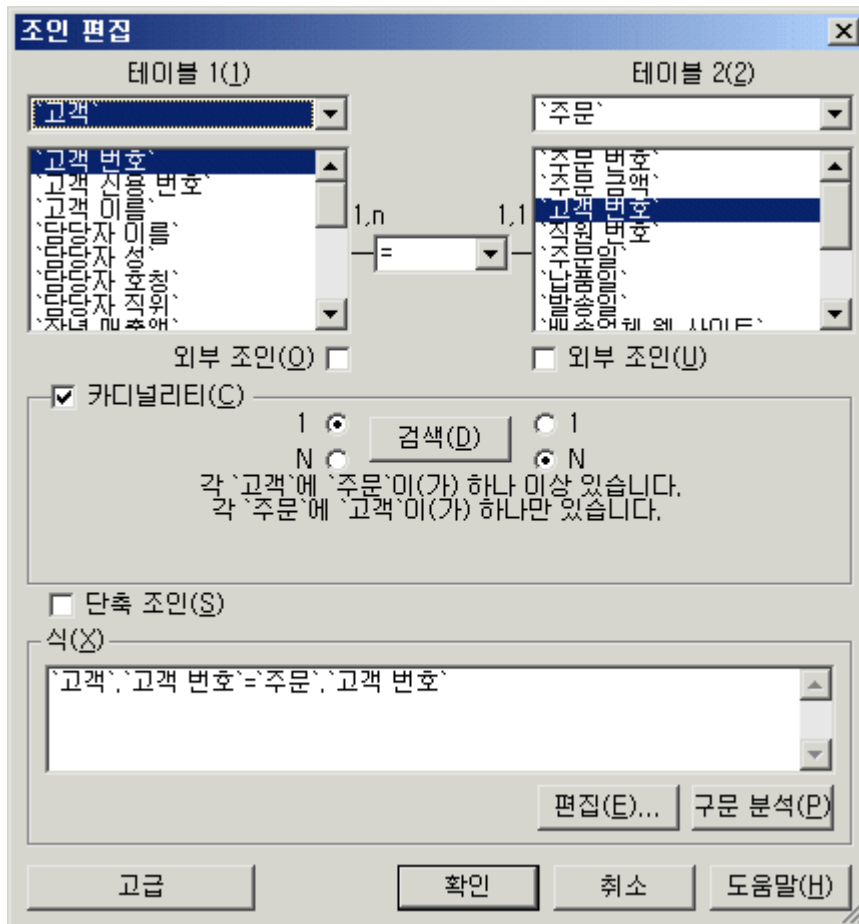 조인 편집
테이블 1(1)
테이블 2(2)
`고객`
`주문`
`고객 번호`
`고객 신용 번호`
`고객 이름`
`담당자 이름`
`담당자 성`
`담당자 호칭`
`담당자 직위`
1,n
1,1
=
`주문 번호`
`주문 금액`
`고객 번호`
`직원 번호`
`주문일`
`납품일`
`발송일`
`배송업체 웹 사이트`
외부 조인(O)
외부 조인(U)
카디널리티(C)
1
검색(D)
1
N
N
각 `고객`에 `주문`이(가) 하나 이상 있습니다.
각 `주문`에 `고객`이(가) 하나만 있습니다.
단축 조인(S)
식(X)
`고객`.`고객 번호`=`주문`.`고객 번호`
편집(E)...
구문 분석(P)
고급
확인
취소
도움말(H)